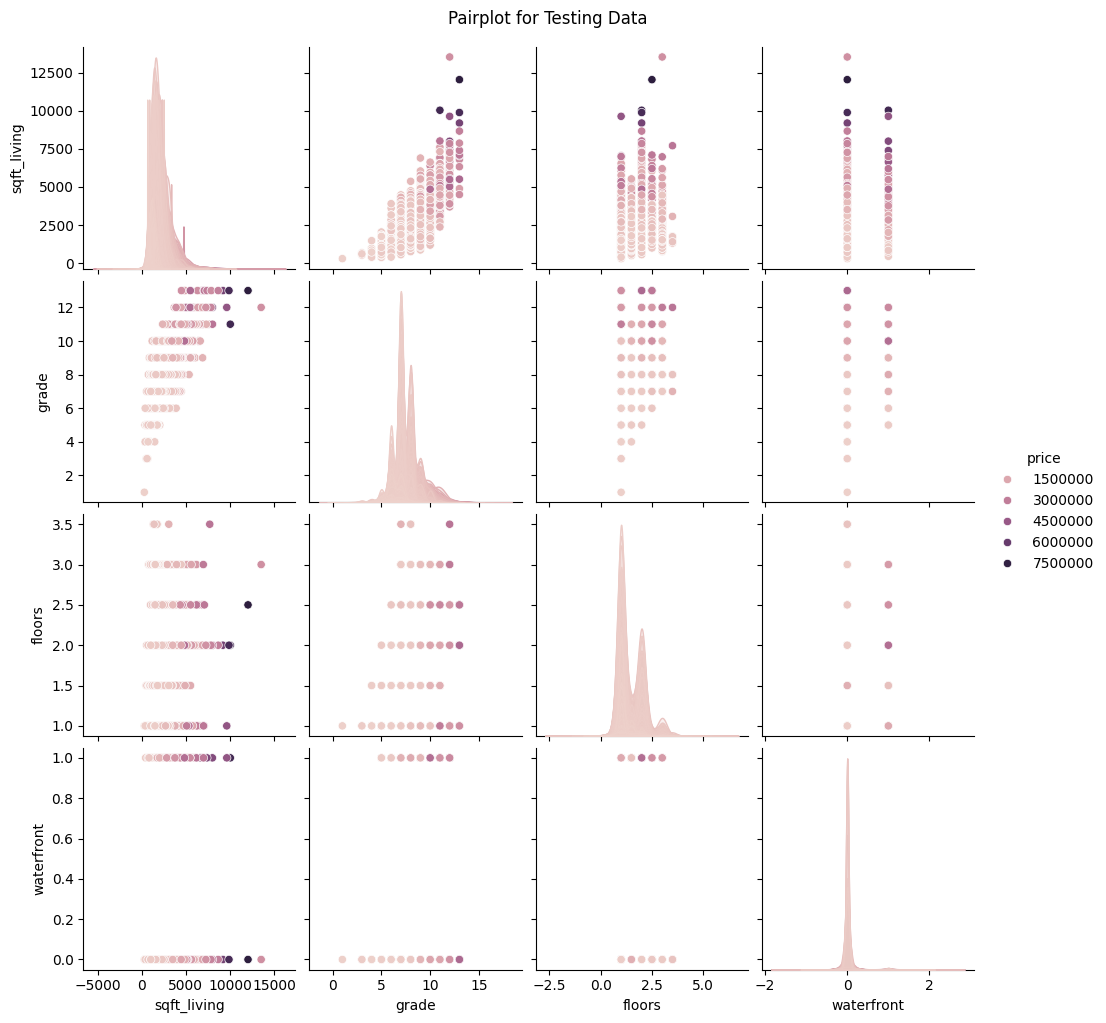 Pairplot for Testing Data
12500
10000
7500
5000
2500
0
sqft_living
12
10
8
6
4
2
grade
price
1500000
3000000
4500000
6000000
7500000
3.5
3.0
2.5
2.0
1.5
1.0
floors
1.0
0.8
0.6
0.4
0.2
0.0
waterfront
−5000 0 5000 10000 15000
0 5 10 15
−2.5 0.0 2.5 5.0
−2 0 2
sqft_living grade floors waterfront